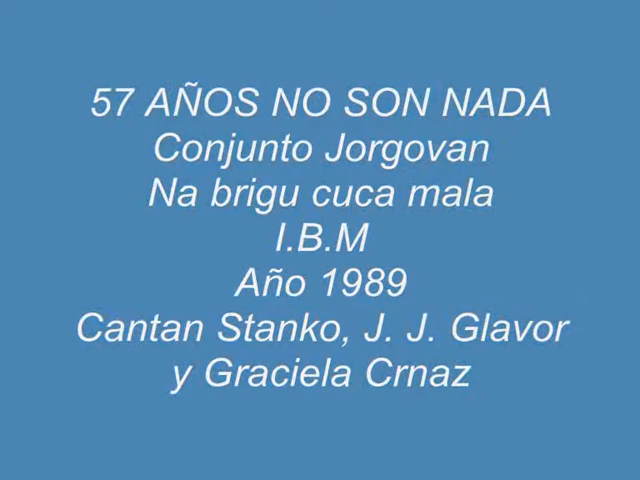 57 AÑOS NO SON NADA
Conjunto Jorgovan
Na brigu cuca mala
I.B.M
Año 1989
Cantan Stanko, J. J. Glavor
y Graciela Crnaz